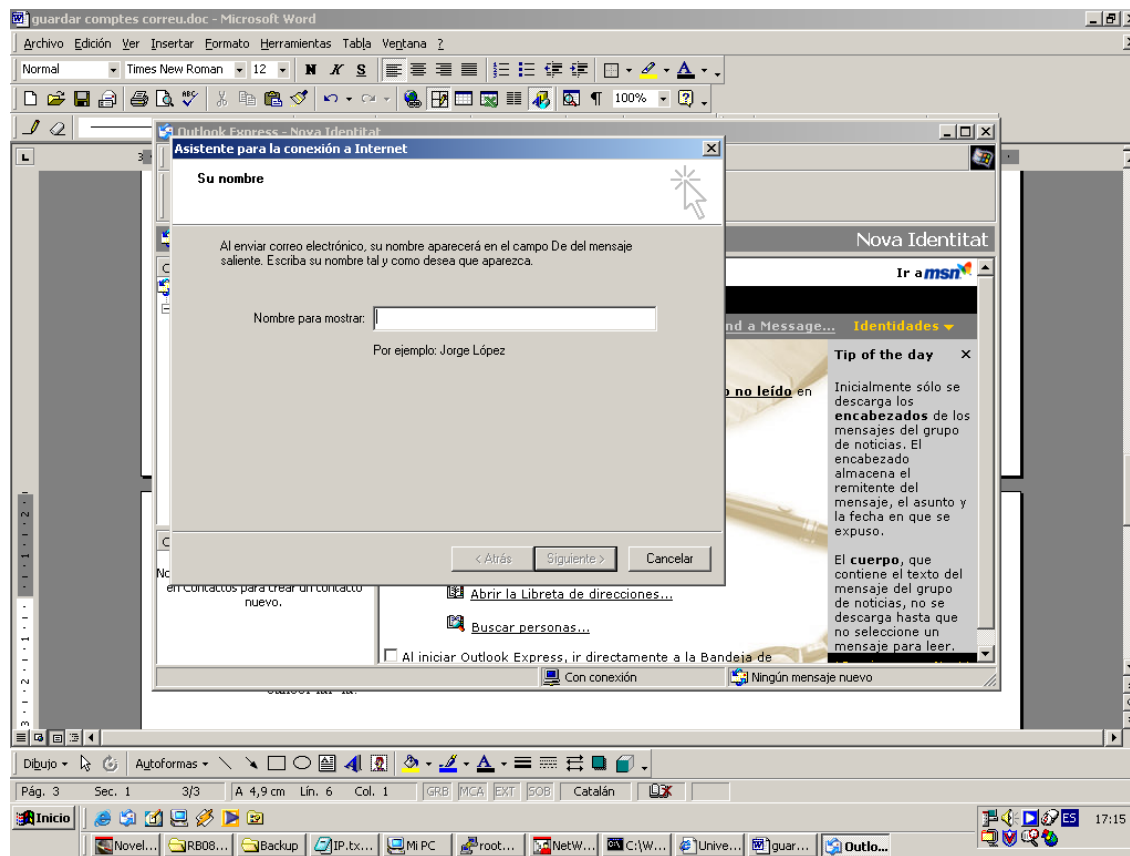 guardar comptes correu.doc - Microsoft Word
Archivo Edición Ver Insertar Formato Herramientas Tabla Ventana ?
Normal Times New Roman 12 N K S
100%
Outlook Express - Nova Identitat
Asistente para la conexión a Internet
Su nombre
Al enviar correo electrónico, su nombre aparecerá en el campo De del mensaje
saliente. Escriba su nombre tal y como desea que aparezca.
Nombre para mostrar:
Por ejemplo: Jorge López
< Atrás Siguiente > Cancelar
Nova Identitat
Ir a msn
nd a Message... Identidades
no leído en
Tip of the day X
Inicialmente sólo se
descarga los
encabezados de los
mensajes del grupo
de noticias. El
encabezado
almacena el
remitente del
mensaje, el asunto y
la fecha en que se
expuso.
El cuerpo, que
contiene el texto del
mensaje del grupo
de noticias, no se
descarga hasta que
no seleccione un
mensaje para leer.
en Contactos para crear un contacto
nuevo.
Abrir la Libreta de direcciones...
Buscar personas...
Al iniciar Outlook Express, ir directamente a la Bandeja de
Con conexión Ningún mensaje nuevo
Dibujo Autoformas
Pág. 3 Sec. 1 3/3 A 4,9 cm Lín. 6 Col. 1 GRB MCA EXT SOB Catalán
Inicio ES 17:15
Novel... RB08... Backup IP.tx... Mi PC root... NetW... C:\W... Unive... guar... Outlo...